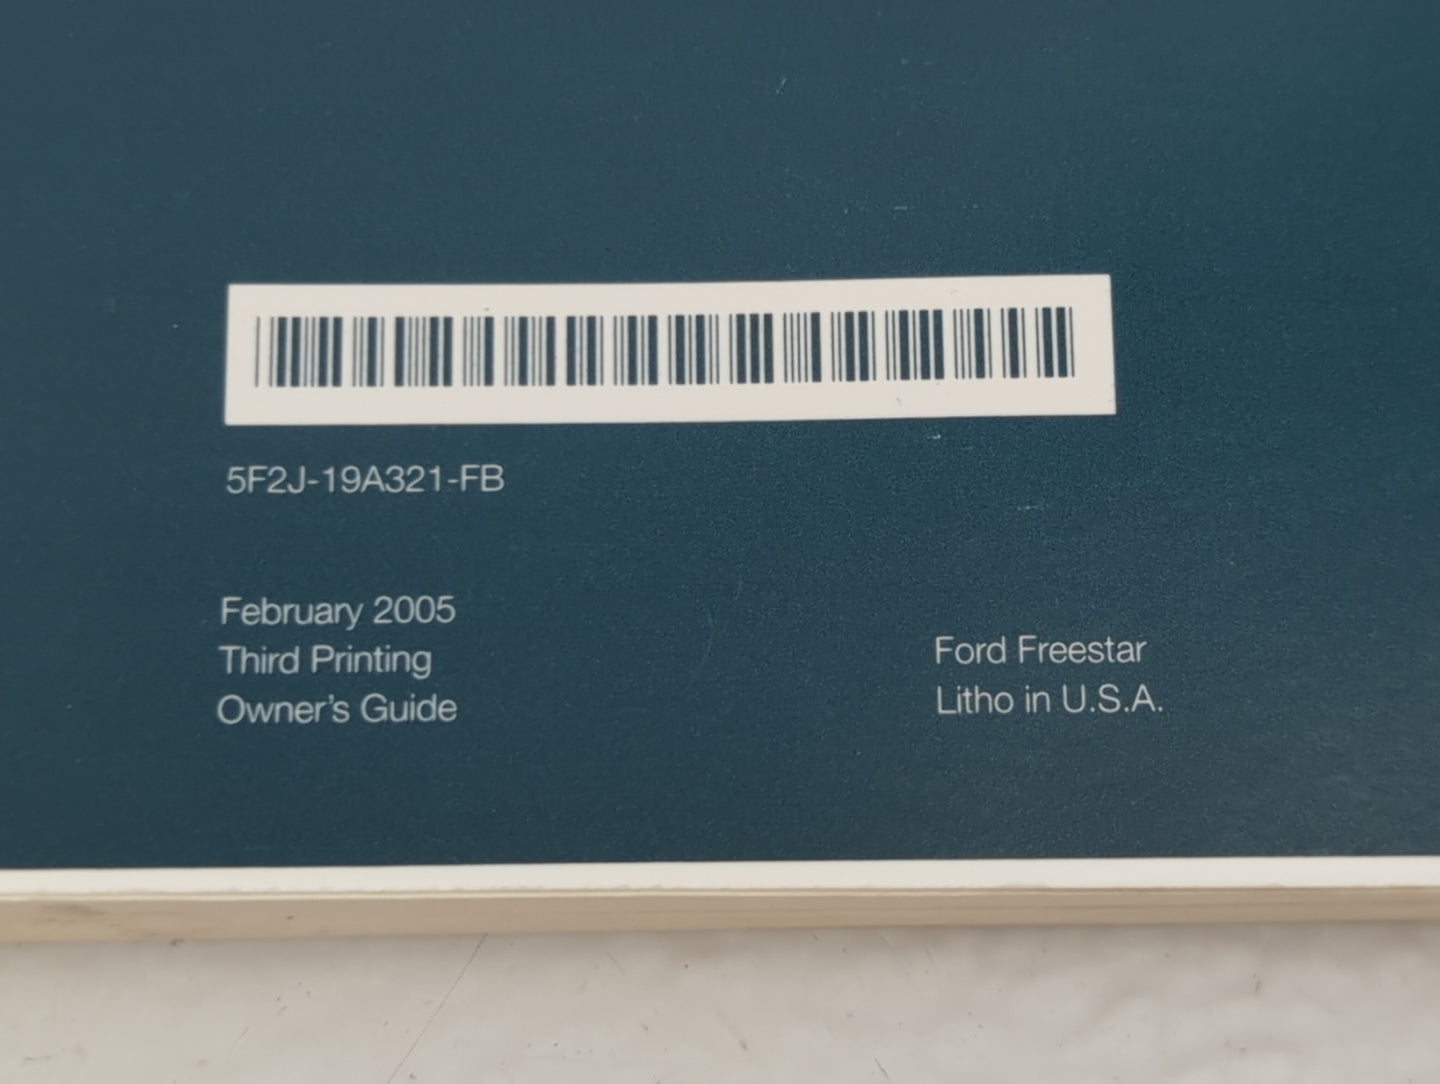 5F2J-19A321-FB
February 2005
Third Printing
Owner's Guide
Ford Freestar
Litho in U.S.A.